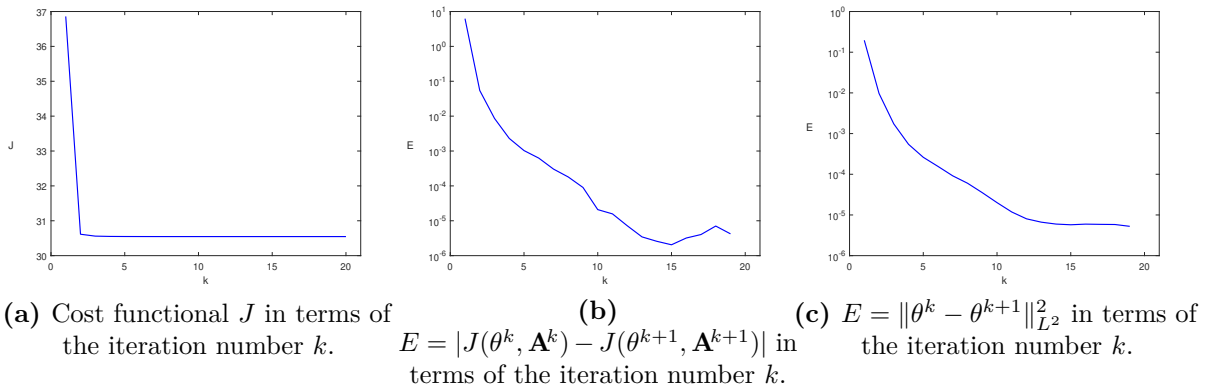 37
36
35
34
33
32
31
30
J
0
5
10
15
20
k
10^1
10^0
10^-1
10^-2
10^-3
10^-4
10^-5
10^-6
E
0
5
10
15
20
k
10^0
10^-1
10^-2
10^-3
10^-4
10^-5
10^-6
E
0
5
10
15
20
k
(a) Cost functional J in terms of
the iteration number k.
(b)
E = |J(θ^k, A^k) − J(θ^{k+1}, A^{k+1})| in
terms of the iteration number k.
(c) E = ‖θ^k − θ^{k+1}‖²_{L²} in terms of
the iteration number k.